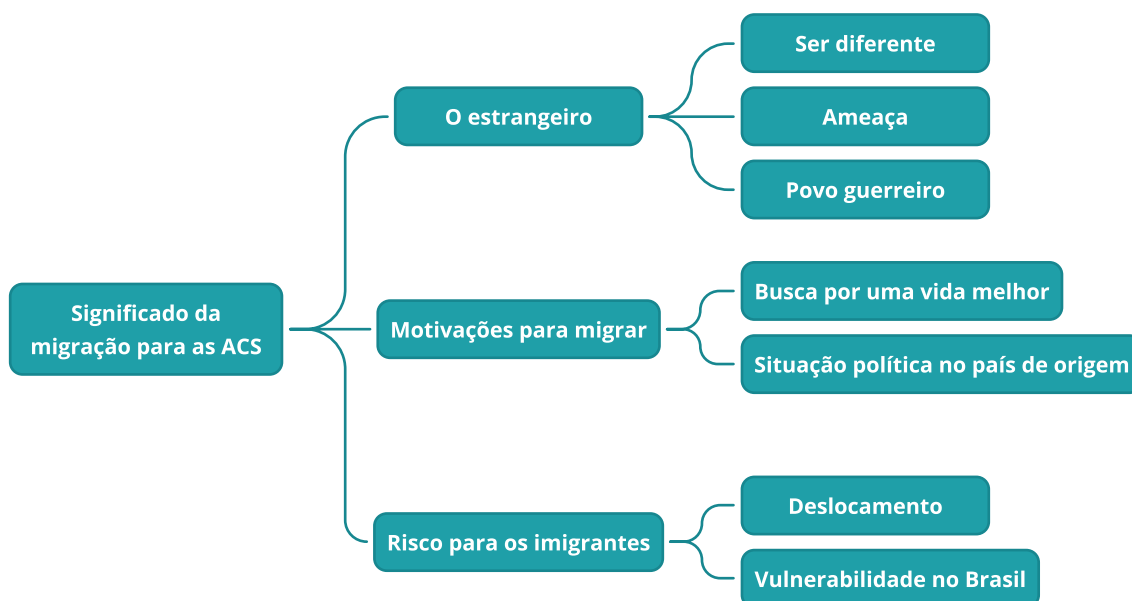 Significado da
migração para as ACS
O estrangeiro
Ser diferente
Ameaça
Povo guerreiro
Motivações para migrar
Busca por uma vida melhor
Situação política no país de origem
Risco para os imigrantes
Deslocamento
Vulnerabilidade no Brasil